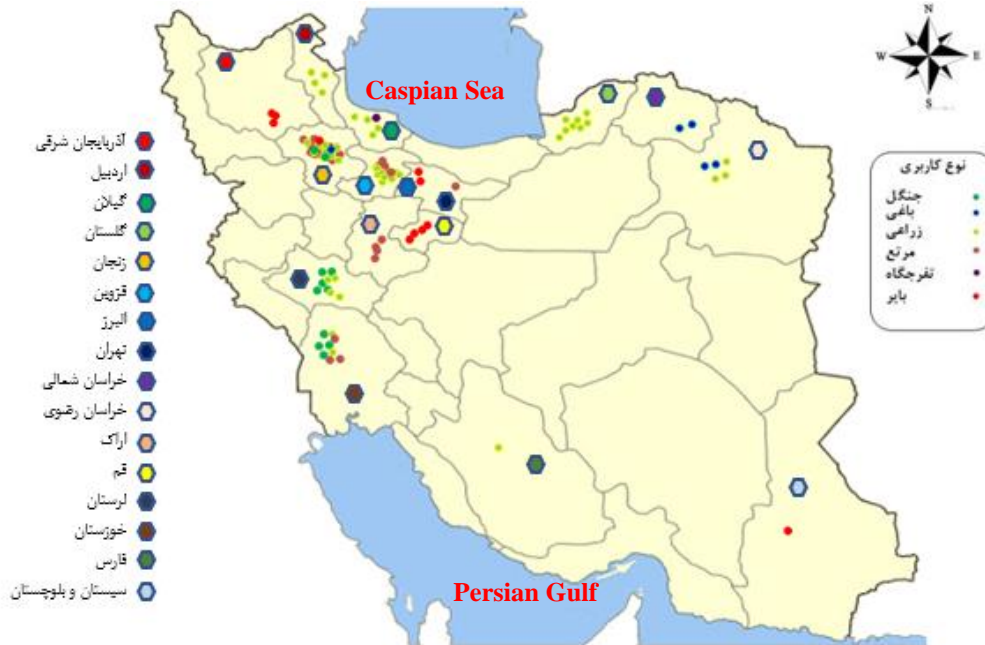 N
W
E
S
Caspian Sea
آذربایجان شرقی
اردبیل
گیلان
گلستان
زنجان
قزوین
البرز
تهران
خراسان شمالی
خراسان رضوی
اراک
قم
لرستان
خوزستان
فارس
سیستان و بلوچستان
نوع کاربری
جنگل
باغی
زراعی
مرتع
تفرجگاه
بایر
Persian Gulf